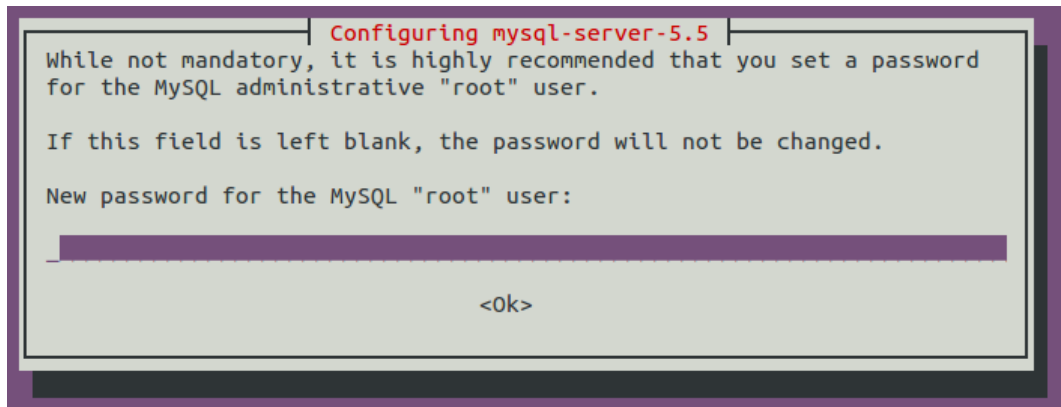 Configuring mysql-server-5.5
While not mandatory, it is highly recommended that you set a password
for the MySQL administrative "root" user.
If this field is left blank, the password will not be changed.
New password for the MySQL "root" user:
<Ok>